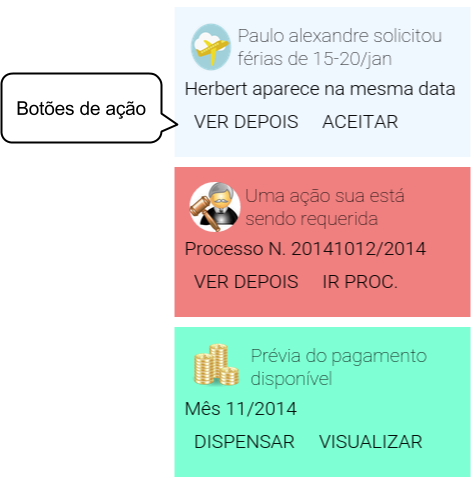 Paulo alexandre solicitou
férias de 15-20/jan
Herbert aparece na mesma data
Botões de ação
VER DEPOIS ACEITAR
Uma ação sua está
sendo requerida
Processo N. 20141012/2014
VER DEPOIS IR PROC.
Prévia do pagamento
disponível
Mês 11/2014
DISPENSAR VISUALIZAR